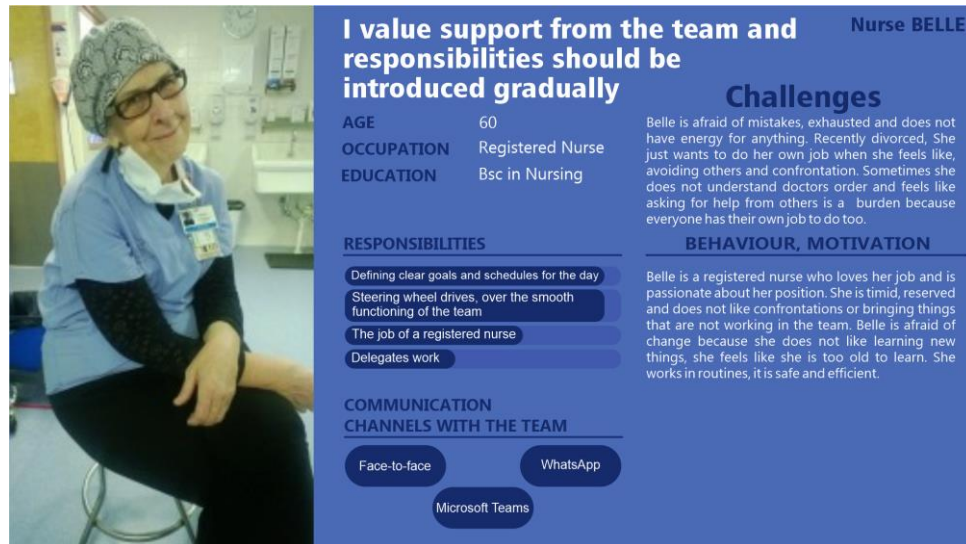 I value support from the team and
responsibilities should be
introduced gradually
Nurse BELLE
AGE 60
OCCUPATION Registered Nurse
EDUCATION Bsc in Nursing
RESPONSIBILITIES
Defining clear goals and schedules for the day
Steering wheel drives, over the smooth
functioning of the team
The job of a registered nurse
Delegates work
COMMUNICATION
CHANNELS WITH THE TEAM
Face-to-face
WhatsApp
Microsoft Teams
Challenges
Belle is afraid of mistakes, exhausted and does not
have energy for anything. Recently divorced, She
just wants to do her own job when she feels like,
avoiding others and confrontation. Sometimes she
does not understand doctors order and feels like
asking for help from others is a burden because
everyone has their own job to do too.
BEHAVIOUR, MOTIVATION
Belle is a registered nurse who loves her job and is
passionate about her position. She is timid, reserved
and does not like confrontations or bringing things
that are not working in the team. Belle is afraid of
change because she does not like learning new
things, she feels like she is too old to learn. She
works in routines, it is safe and efficient.